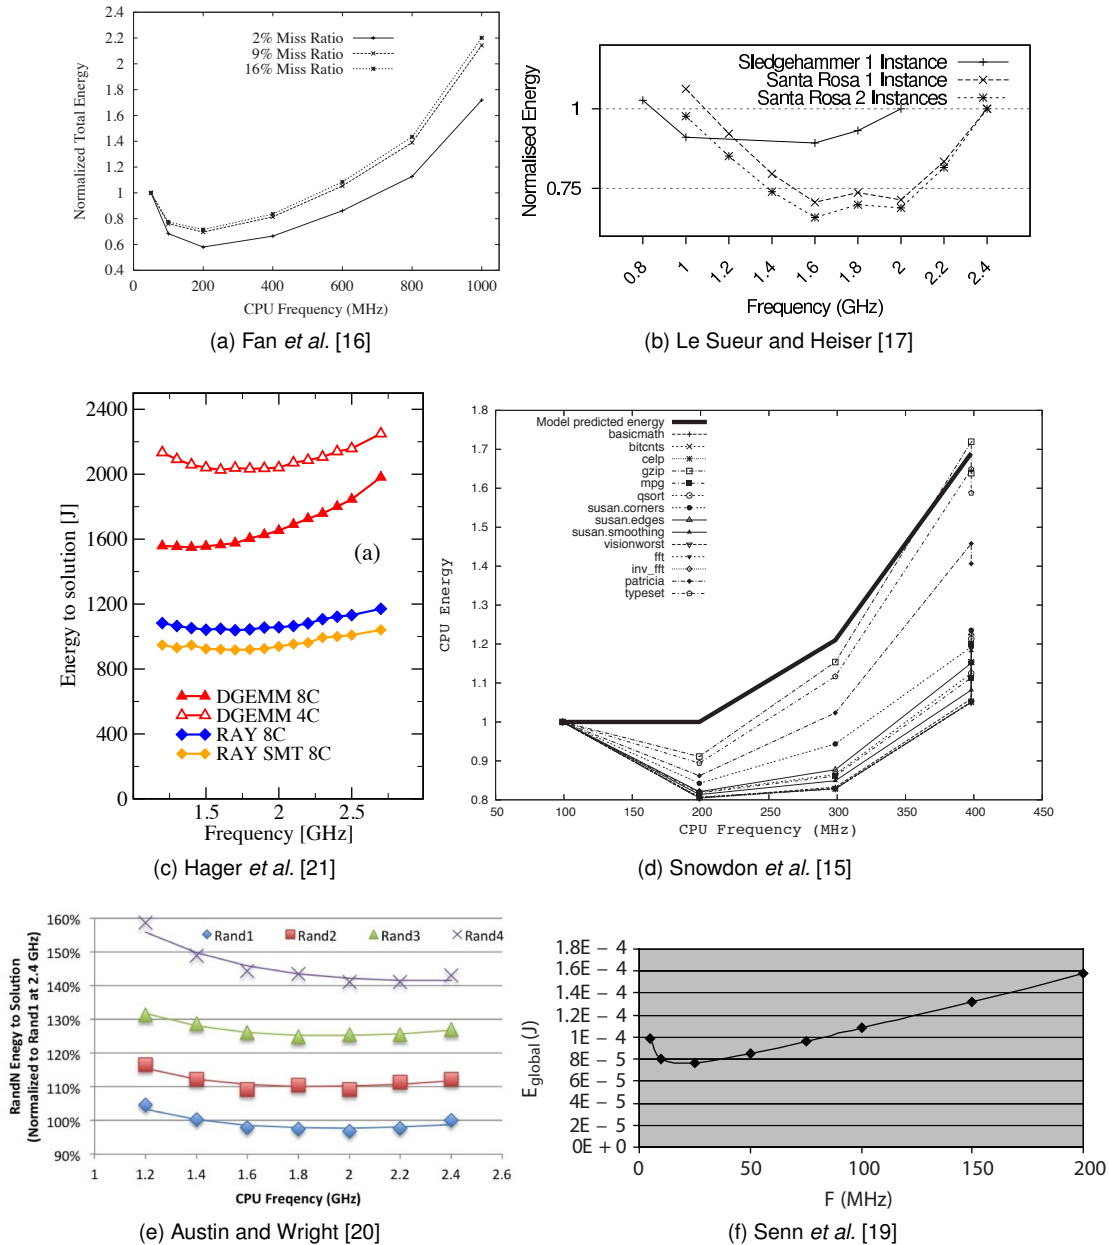 2.4
2.2
2
1.8
1.6
1.4
1.2
1
0.8
0.6
0.4
Normalized Total Energy
2% Miss Ratio
9% Miss Ratio
16% Miss Ratio
0 200 400 600 800 1000
CPU Frequency (MHz)
(a) Fan et al. [16]
Normalised Energy
1
0.75
Sledgehammer 1 Instance
Santa Rosa 1 Instance
Santa Rosa 2 Instances
0.8 1 1.2 1.4 1.6 1.8 2 2.2 2.4
Frequency (GHz)
(b) Le Sueur and Heiser [17]
Energy to solution [J]
2400
2000
1600
1200
800
400
0
(a)
DGEMM 8C
DGEMM 4C
RAY 8C
RAY SMT 8C
1.5 2 2.5
Frequency [GHz]
(c) Hager et al. [21]
CPU Energy
1.8
1.7
1.6
1.5
1.4
1.3
1.2
1.1
1
0.9
0.8
Model predicted energy
basicmath
bitcnts
celp
gzip
mpg
qsort
susan.corners
susan.edges
susan.smoothing
visionworst
fft
inv_fft
patricia
typeset
50 100 150 200 250 300 350 400 450
CPU Frequency (MHz)
(d) Snowdon et al. [15]
RandN Enegy to Solution
(Normalized to Rand1 at 2.4 GHz)
160%
150%
140%
130%
120%
110%
100%
90%
Rand1 Rand2 Rand3 Rand4
1 1.2 1.4 1.6 1.8 2 2.2 2.4 2.6
CPU Freqency (GHz)
(e) Austin and Wright [20]
Eglobal (J)
1.8E − 4
1.6E − 4
1.4E − 4
1.2E − 4
1E − 4
8E − 5
6E − 5
4E − 5
2E − 5
0E + 0
0 50 100 150 200
F (MHz)
(f) Senn et al. [19]